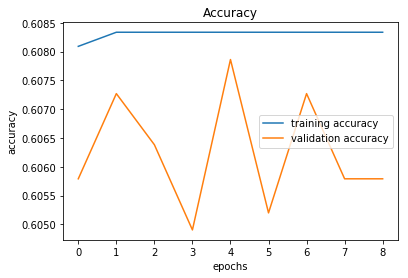 Accuracy
0.6085
0.6080
0.6075
0.6070
0.6065
0.6060
0.6055
0.6050
accuracy
training accuracy
validation accuracy
0 1 2 3 4 5 6 7 8
epochs